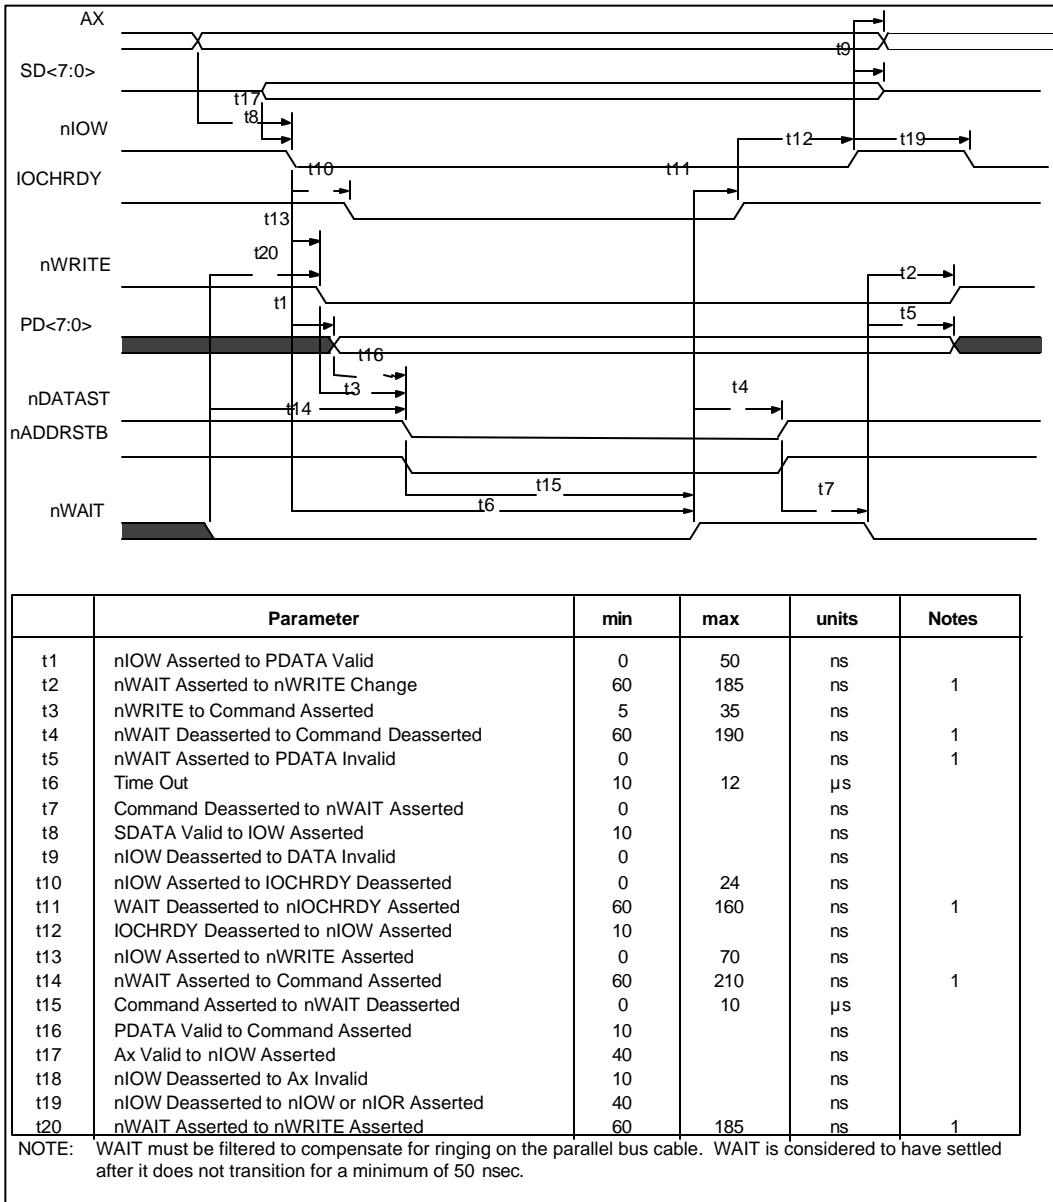 AX
t9
SD<7:0>
t17
t8
nIOW
t12
t19
IOCHRDY
t10
t11
t13
t20
nWRITE
t2
t1
PD<7:0>
t5
t16
nDATAST
t3
t4
t14
nADDRSTB
t15
t7
t6
nWAIT
Parameter min max units Notes
t1 nIOW Asserted to PDATA Valid 0 50 ns
t2 nWAIT Asserted to nWRITE Change 60 185 ns 1
t3 nWRITE to Command Asserted 5 35 ns
t4 nWAIT Deasserted to Command Deasserted 60 190 ns 1
t5 nWAIT Asserted to PDATA Invalid 0 ns 1
t6 Time Out 10 12 µs
t7 Command Deasserted to nWAIT Asserted 0 ns
t8 SDATA Valid to IOW Asserted 10 ns
t9 nIOW Deasserted to DATA Invalid 0 ns
t10 nIOW Asserted to IOCHRDY Deasserted 0 24 ns
t11 WAIT Deasserted to nIOCHRDY Asserted 60 160 ns 1
t12 IOCHRDY Deasserted to nIOW Asserted 10 ns
t13 nIOW Asserted to nWRITE Asserted 0 70 ns
t14 nWAIT Asserted to Command Asserted 60 210 ns 1
t15 Command Asserted to nWAIT Deasserted 0 10 µs
t16 PDATA Valid to Command Asserted 10 ns
t17 Ax Valid to nIOW Asserted 40 ns
t18 nIOW Deasserted to Ax Invalid 10 ns
t19 nIOW Deasserted to nIOW or nIOR Asserted 40 ns
t20 nWAIT Asserted to nWRITE Asserted 60 185 ns 1
NOTE: WAIT must be filtered to compensate for ringing on the parallel bus cable. WAIT is considered to have settled
after it does not transition for a minimum of 50 nsec.